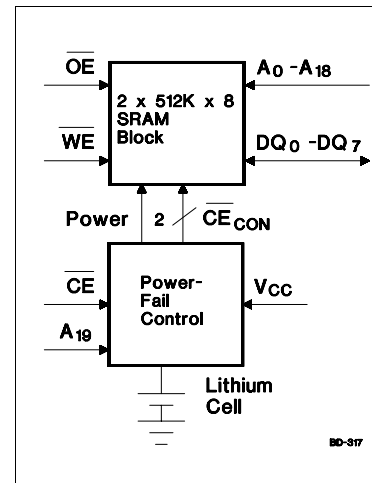 OE A0 -A18
2 x 512K x 8
SRAM
Block
WE DQ0 -DQ7
Power 2 CECON
CE Power-
Fail
Control VCC
A19
Lithium
Cell
BD-317